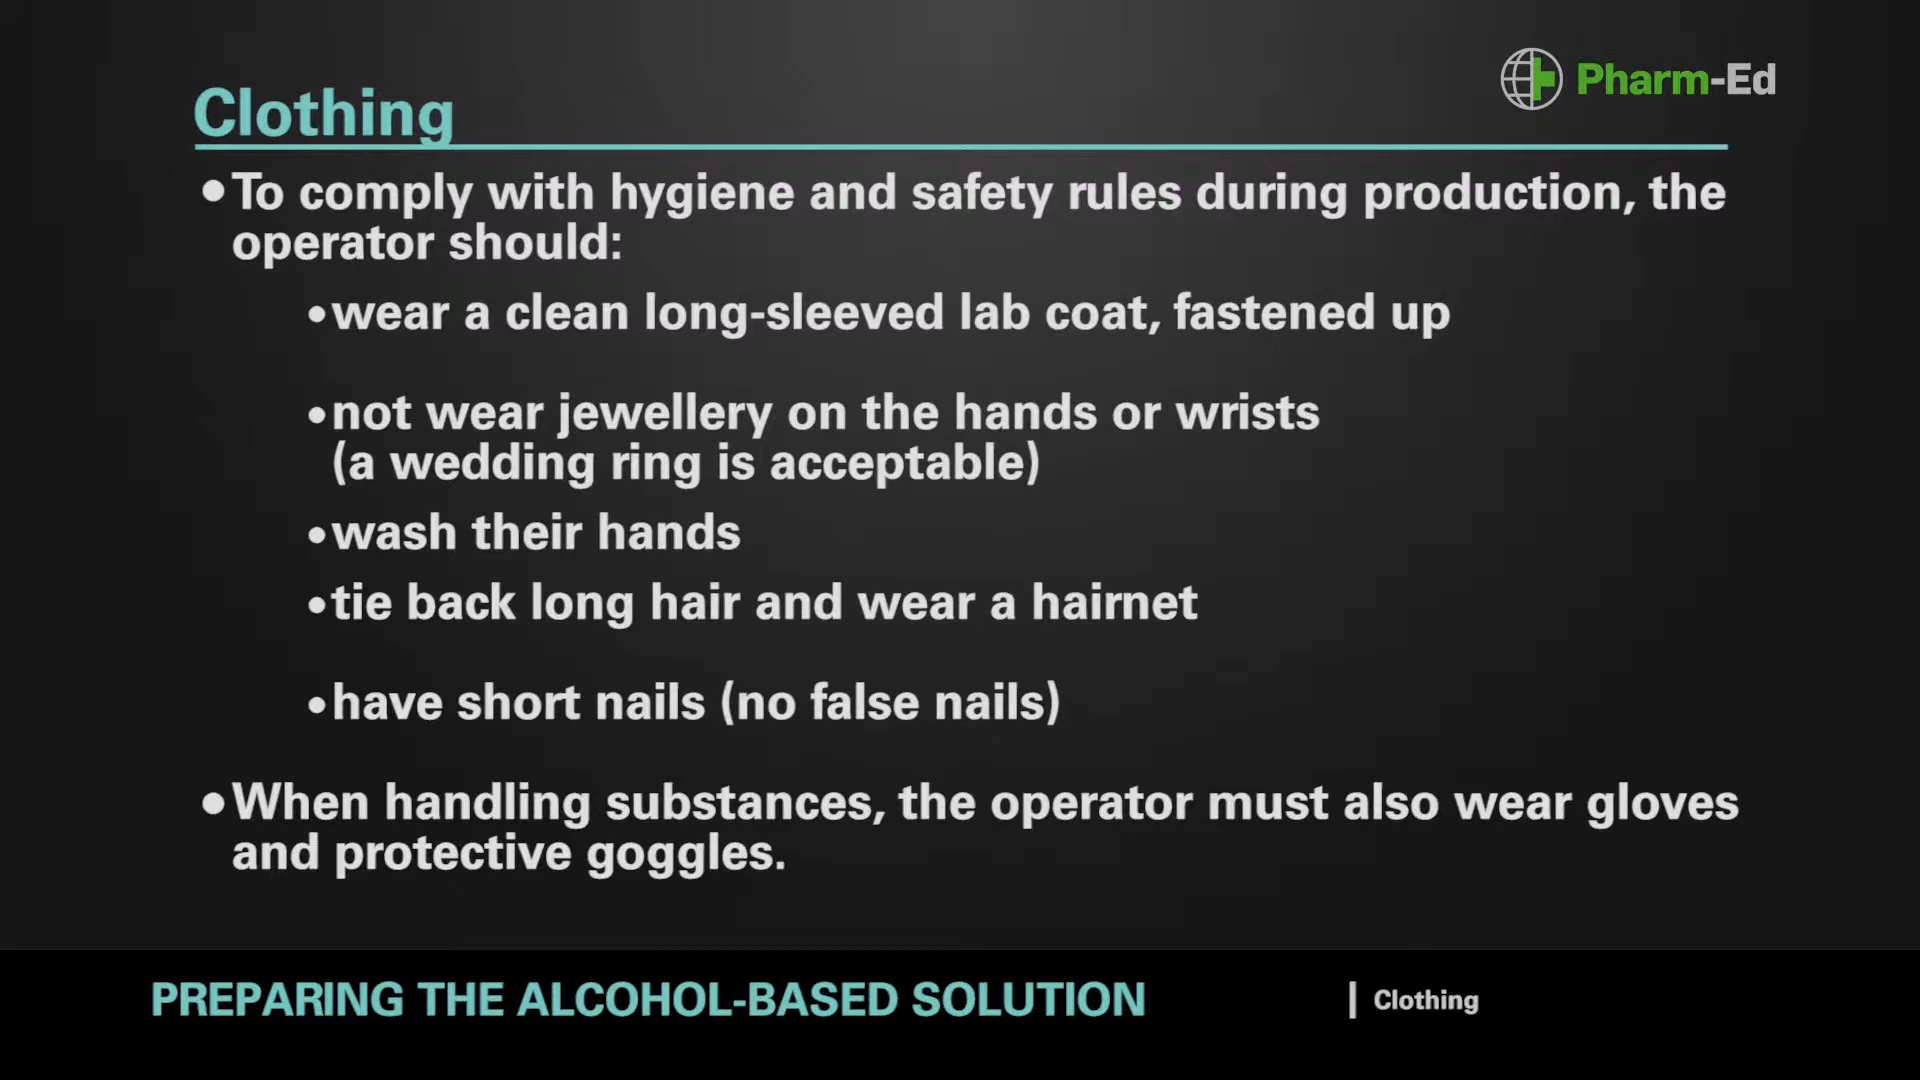 Pharm-Ed
Clothing
•To comply with hygiene and safety rules during production, the
operator should:
•wear a clean long-sleeved lab coat, fastened up
•not wear jewellery on the hands or wrists
(a wedding ring is acceptable)
•wash their hands
•tie back long hair and wear a hairnet
•have short nails (no false nails)
•When handling substances, the operator must also wear gloves
and protective goggles.
PREPARING THE ALCOHOL-BASED SOLUTION
| Clothing